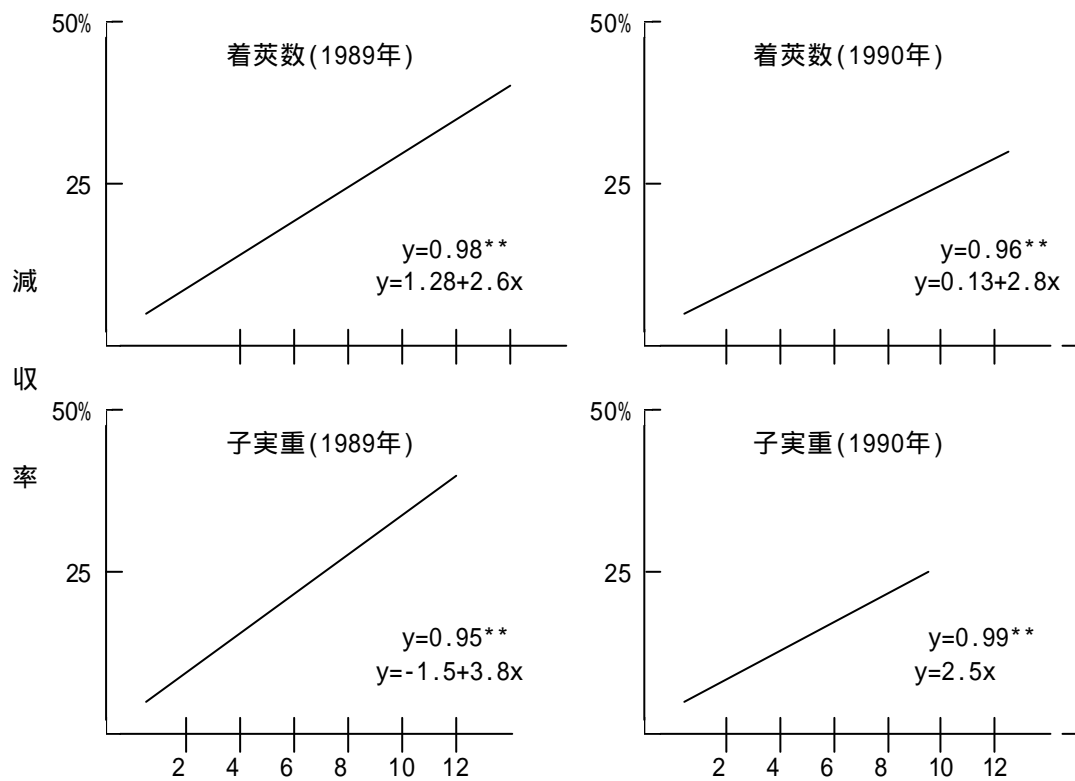 50%
着莢数(1989年)
25
y=0.98**
y=1.28+2.6x
50%
着莢数(1990年)
25
y=0.96**
y=0.13+2.8x
減
収
率
50%
子実重(1989年)
25
y=0.95**
y=-1.5+3.8x
2 4 6 8 10 12
50%
子実重(1990年)
25
y=0.99**
y=2.5x
2 4 6 8 10 12